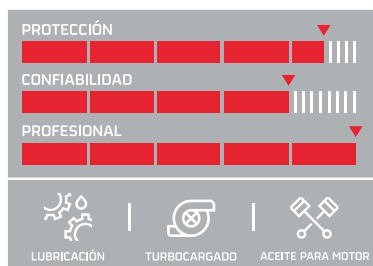 PROTECCIÓN
CONFIABILIDAD
PROFESIONAL
LUBRICACIÓN
TURBOCARGADO
ACEITE PARA MOTOR